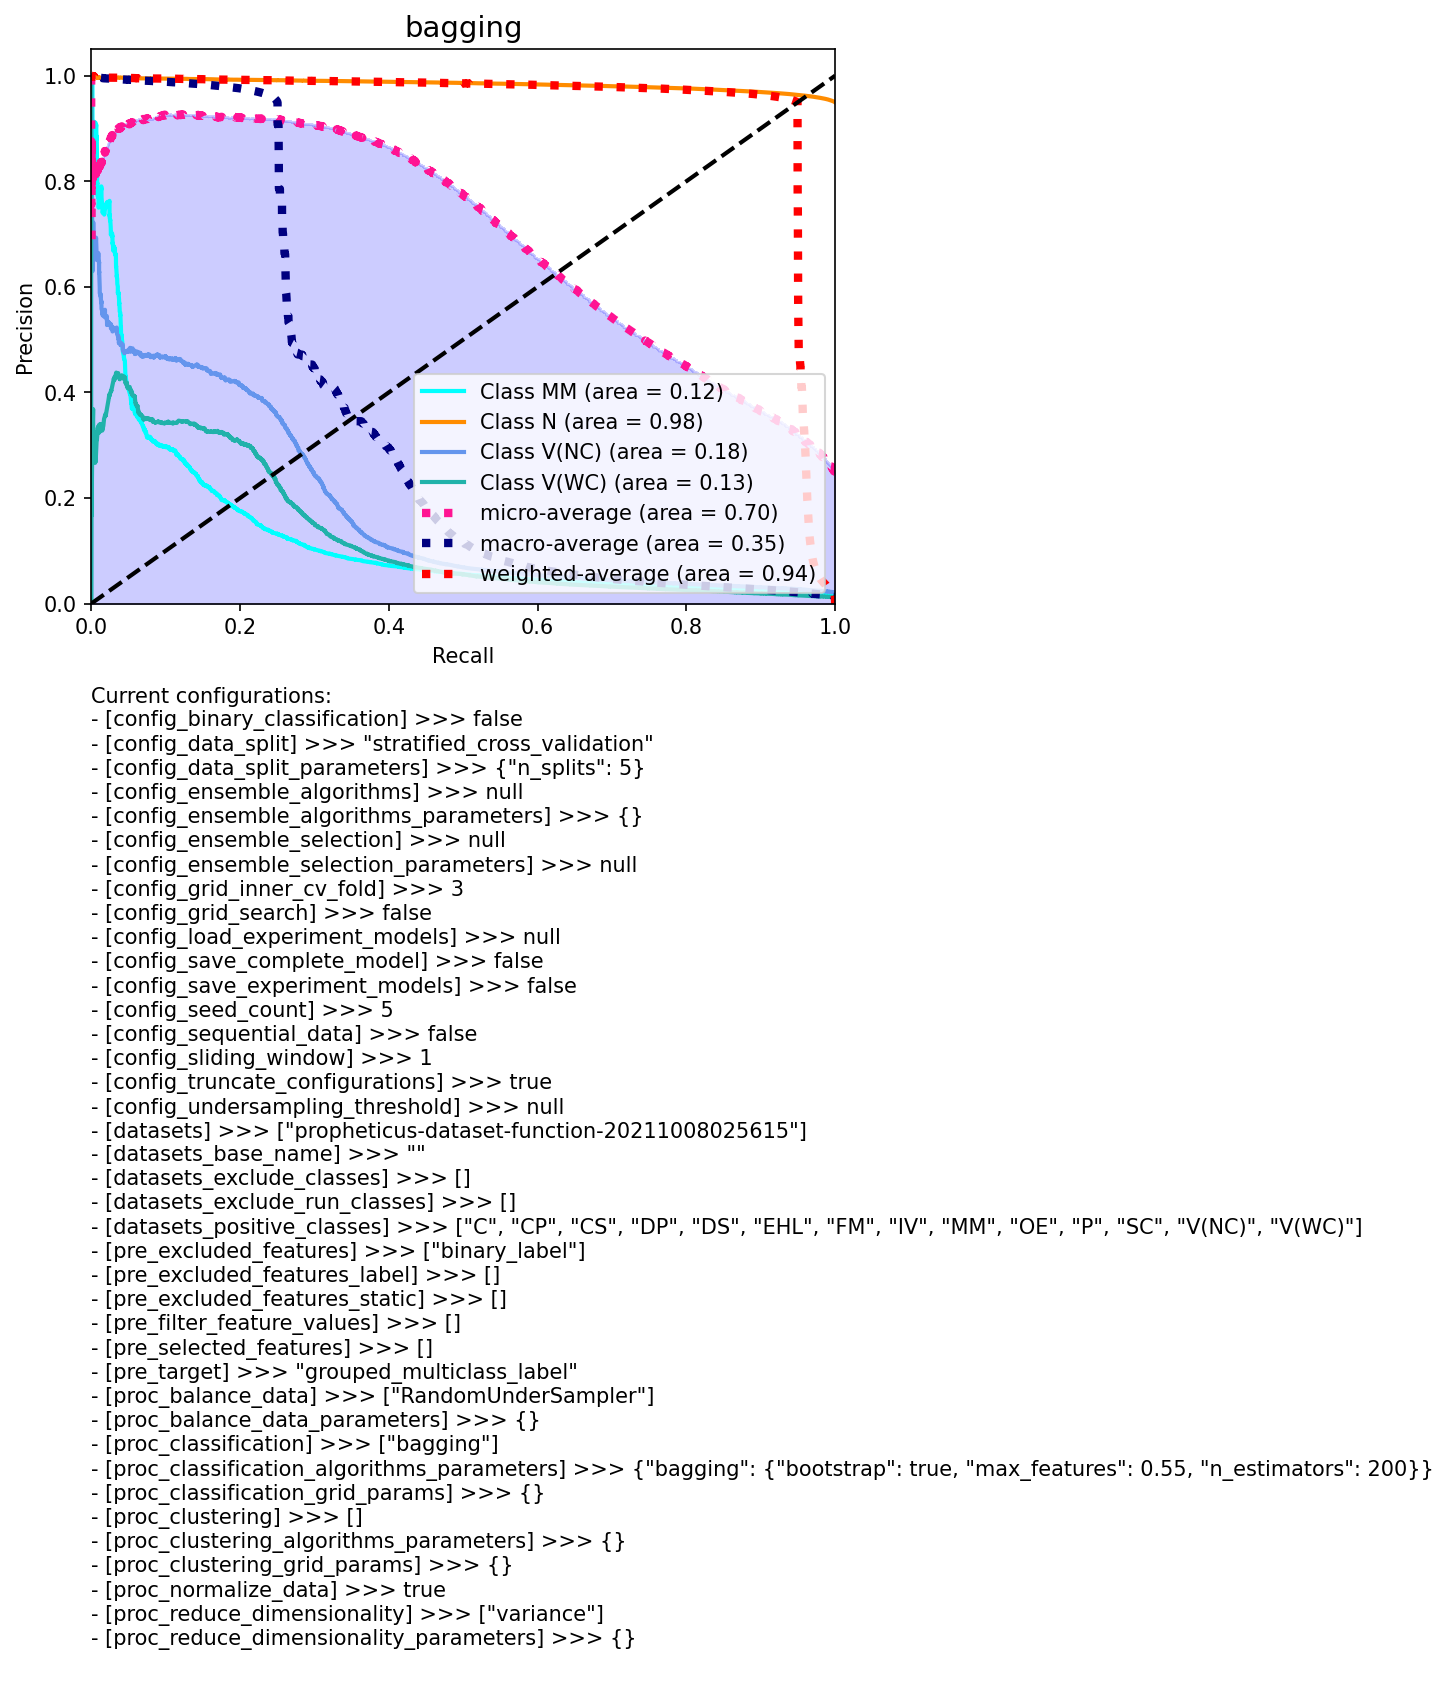 bagging
1.0
0.8
0.6
0.4
0.2
0.0
Precision
Class MM (area = 0.12)
Class N (area = 0.98)
Class V(NC) (area = 0.18)
Class V(WC) (area = 0.13)
micro-average (area = 0.70)
macro-average (area = 0.35)
weighted-average (area = 0.94)
0.0 0.2 0.4 0.6 0.8 1.0
Recall
Current configurations:
- [config_binary_classification] >>> false
- [config_data_split] >>> "stratified_cross_validation"
- [config_data_split_parameters] >>> {"n_splits": 5}
- [config_ensemble_algorithms] >>> null
- [config_ensemble_algorithms_parameters] >>> {}
- [config_ensemble_selection] >>> null
- [config_ensemble_selection_parameters] >>> null
- [config_grid_inner_cv_fold] >>> 3
- [config_grid_search] >>> false
- [config_load_experiment_models] >>> null
- [config_save_complete_model] >>> false
- [config_save_experiment_models] >>> false
- [config_seed_count] >>> 5
- [config_sequential_data] >>> false
- [config_sliding_window] >>> 1
- [config_truncate_configurations] >>> true
- [config_undersampling_threshold] >>> null
- [datasets] >>> ["propheticus-dataset-function-20211008025615"]
- [datasets_base_name] >>> ""
- [datasets_exclude_classes] >>> []
- [datasets_exclude_run_classes] >>> []
- [datasets_positive_classes] >>> ["C", "CP", "CS", "DP", "DS", "EHL", "FM", "IV", "MM", "OE", "P", "SC", "V(NC)", "V(WC)"]
- [pre_excluded_features] >>> ["binary_label"]
- [pre_excluded_features_label] >>> []
- [pre_excluded_features_static] >>> []
- [pre_filter_feature_values] >>> []
- [pre_selected_features] >>> []
- [pre_target] >>> "grouped_multiclass_label"
- [proc_balance_data] >>> ["RandomUnderSampler"]
- [proc_balance_data_parameters] >>> {}
- [proc_classification] >>> ["bagging"]
- [proc_classification_algorithms_parameters] >>> {"bagging": {"bootstrap": true, "max_features": 0.55, "n_estimators": 200}}
- [proc_classification_grid_params] >>> {}
- [proc_clustering] >>> []
- [proc_clustering_algorithms_parameters] >>> {}
- [proc_clustering_grid_params] >>> {}
- [proc_normalize_data] >>> true
- [proc_reduce_dimensionality] >>> ["variance"]
- [proc_reduce_dimensionality_parameters] >>> {}